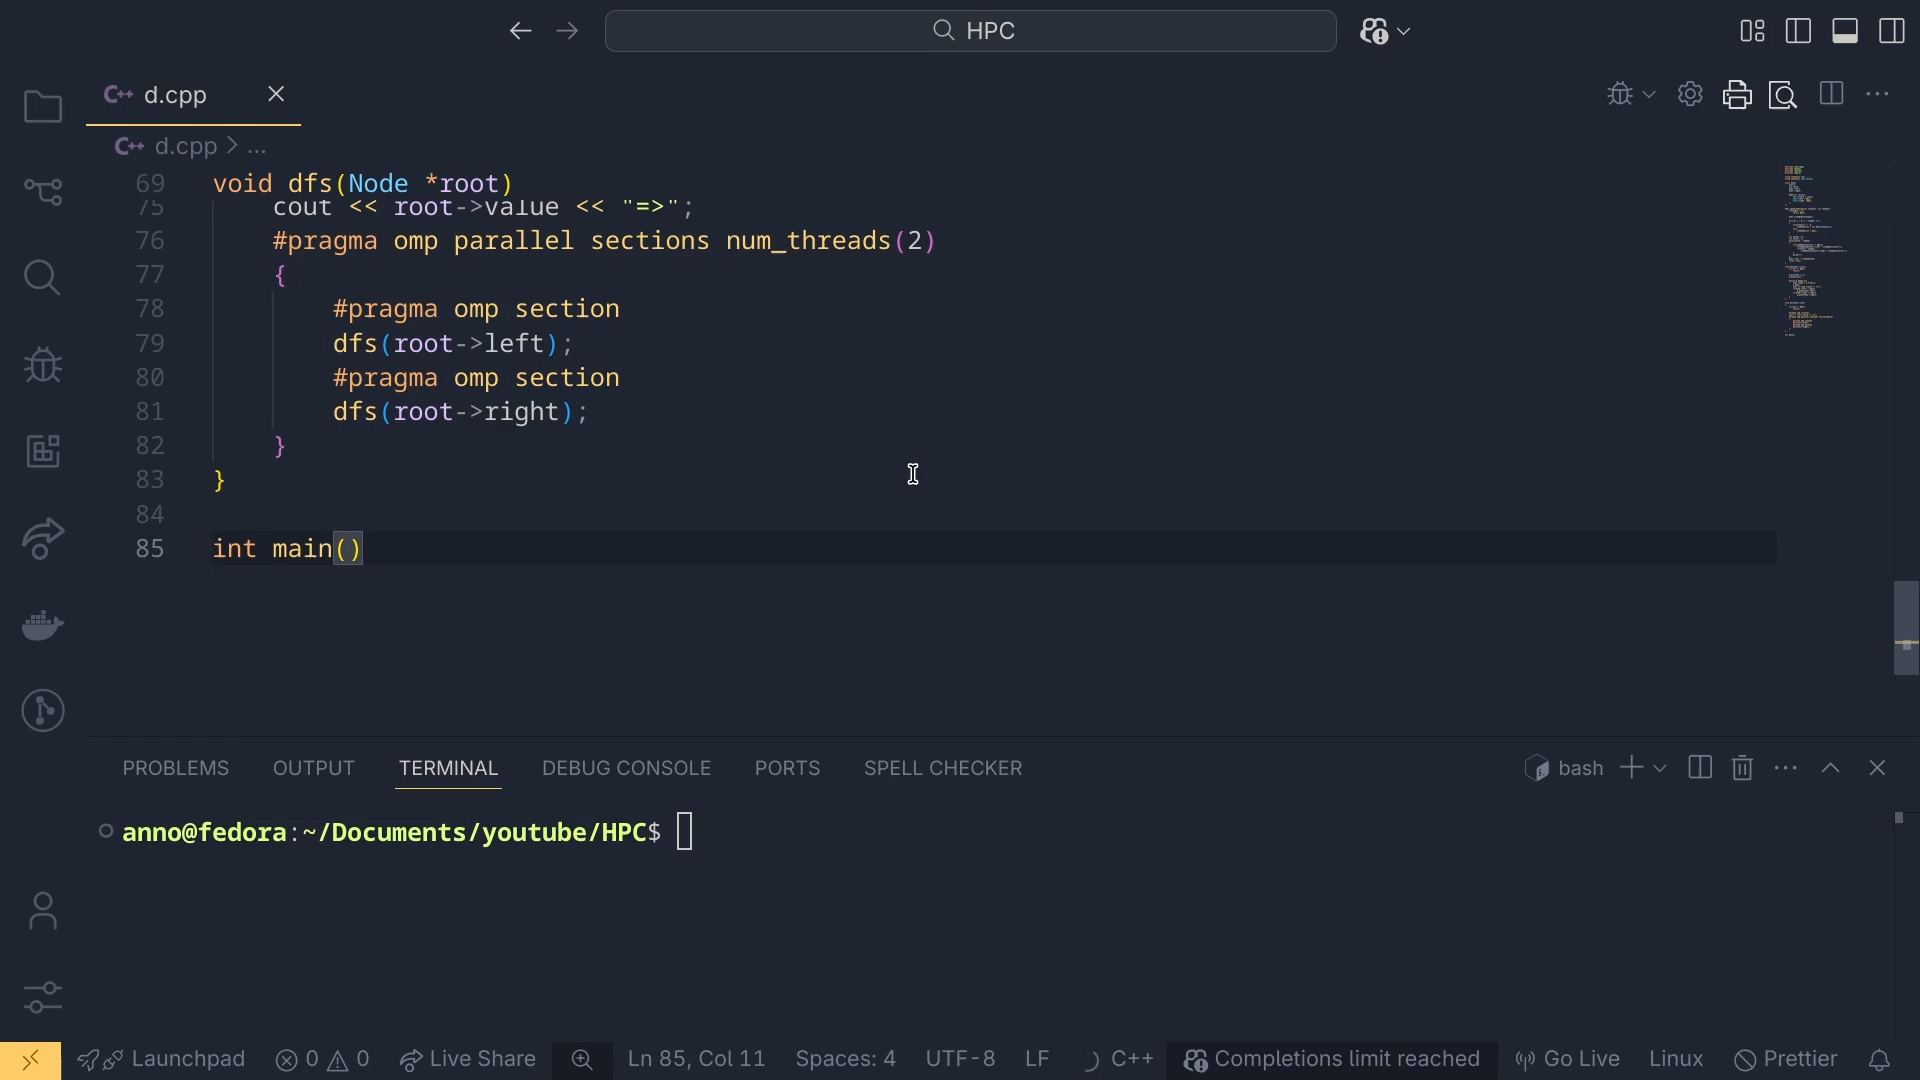 HPC
C++ d.cpp
C++ d.cpp > ...
69 void dfs(Node *root)
75 cout << root->value << "=>";
76 #pragma omp parallel sections num_threads(2)
77 {
78 #pragma omp section
79 dfs(root->left);
80 #pragma omp section
81 dfs(root->right);
82 }
83 }
84
85 int main()
PROBLEMS OUTPUT TERMINAL DEBUG CONSOLE PORTS SPELL CHECKER bash
anno@fedora:~/Documents/youtube/HPC$
Launchpad 0 0 Live Share Ln 85, Col 11 Spaces: 4 UTF-8 LF C++ Completions limit reached Go Live Linux Prettier